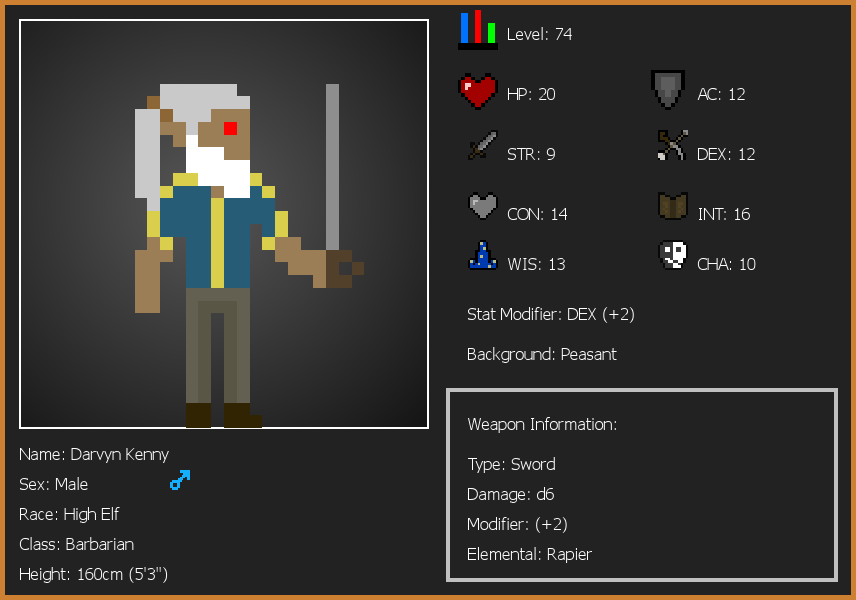 Level: 74
HP: 20
AC: 12
STR: 9
DEX: 12
CON: 14
INT: 16
WIS: 13
CHA: 10
Stat Modifier: DEX (+2)
Background: Peasant
Weapon Information:
Type: Sword
Damage: d6
Modifier: (+2)
Elemental: Rapier
Name: Darvyn Kenny
Sex: Male
Race: High Elf
Class: Barbarian
Height: 160cm (5'3")